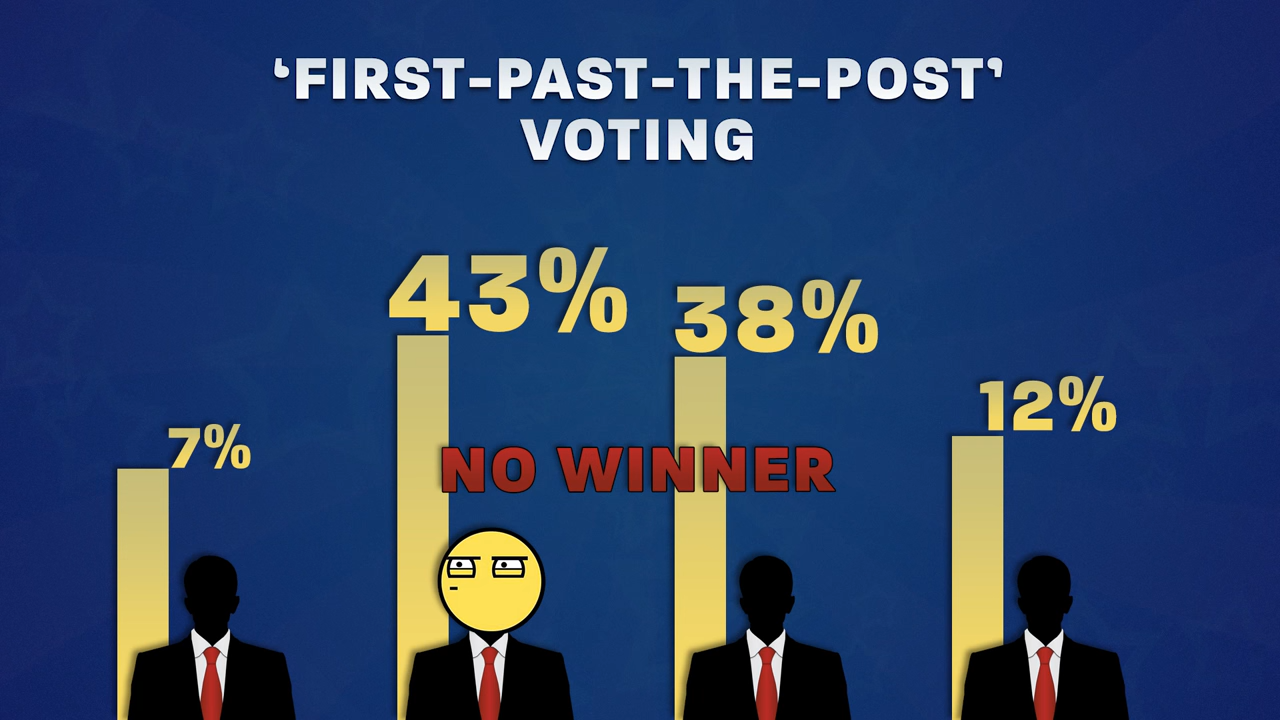 ‘FIRST-PAST-THE-POST’
VOTING
43%
38%
12%
7%
NO WINNER